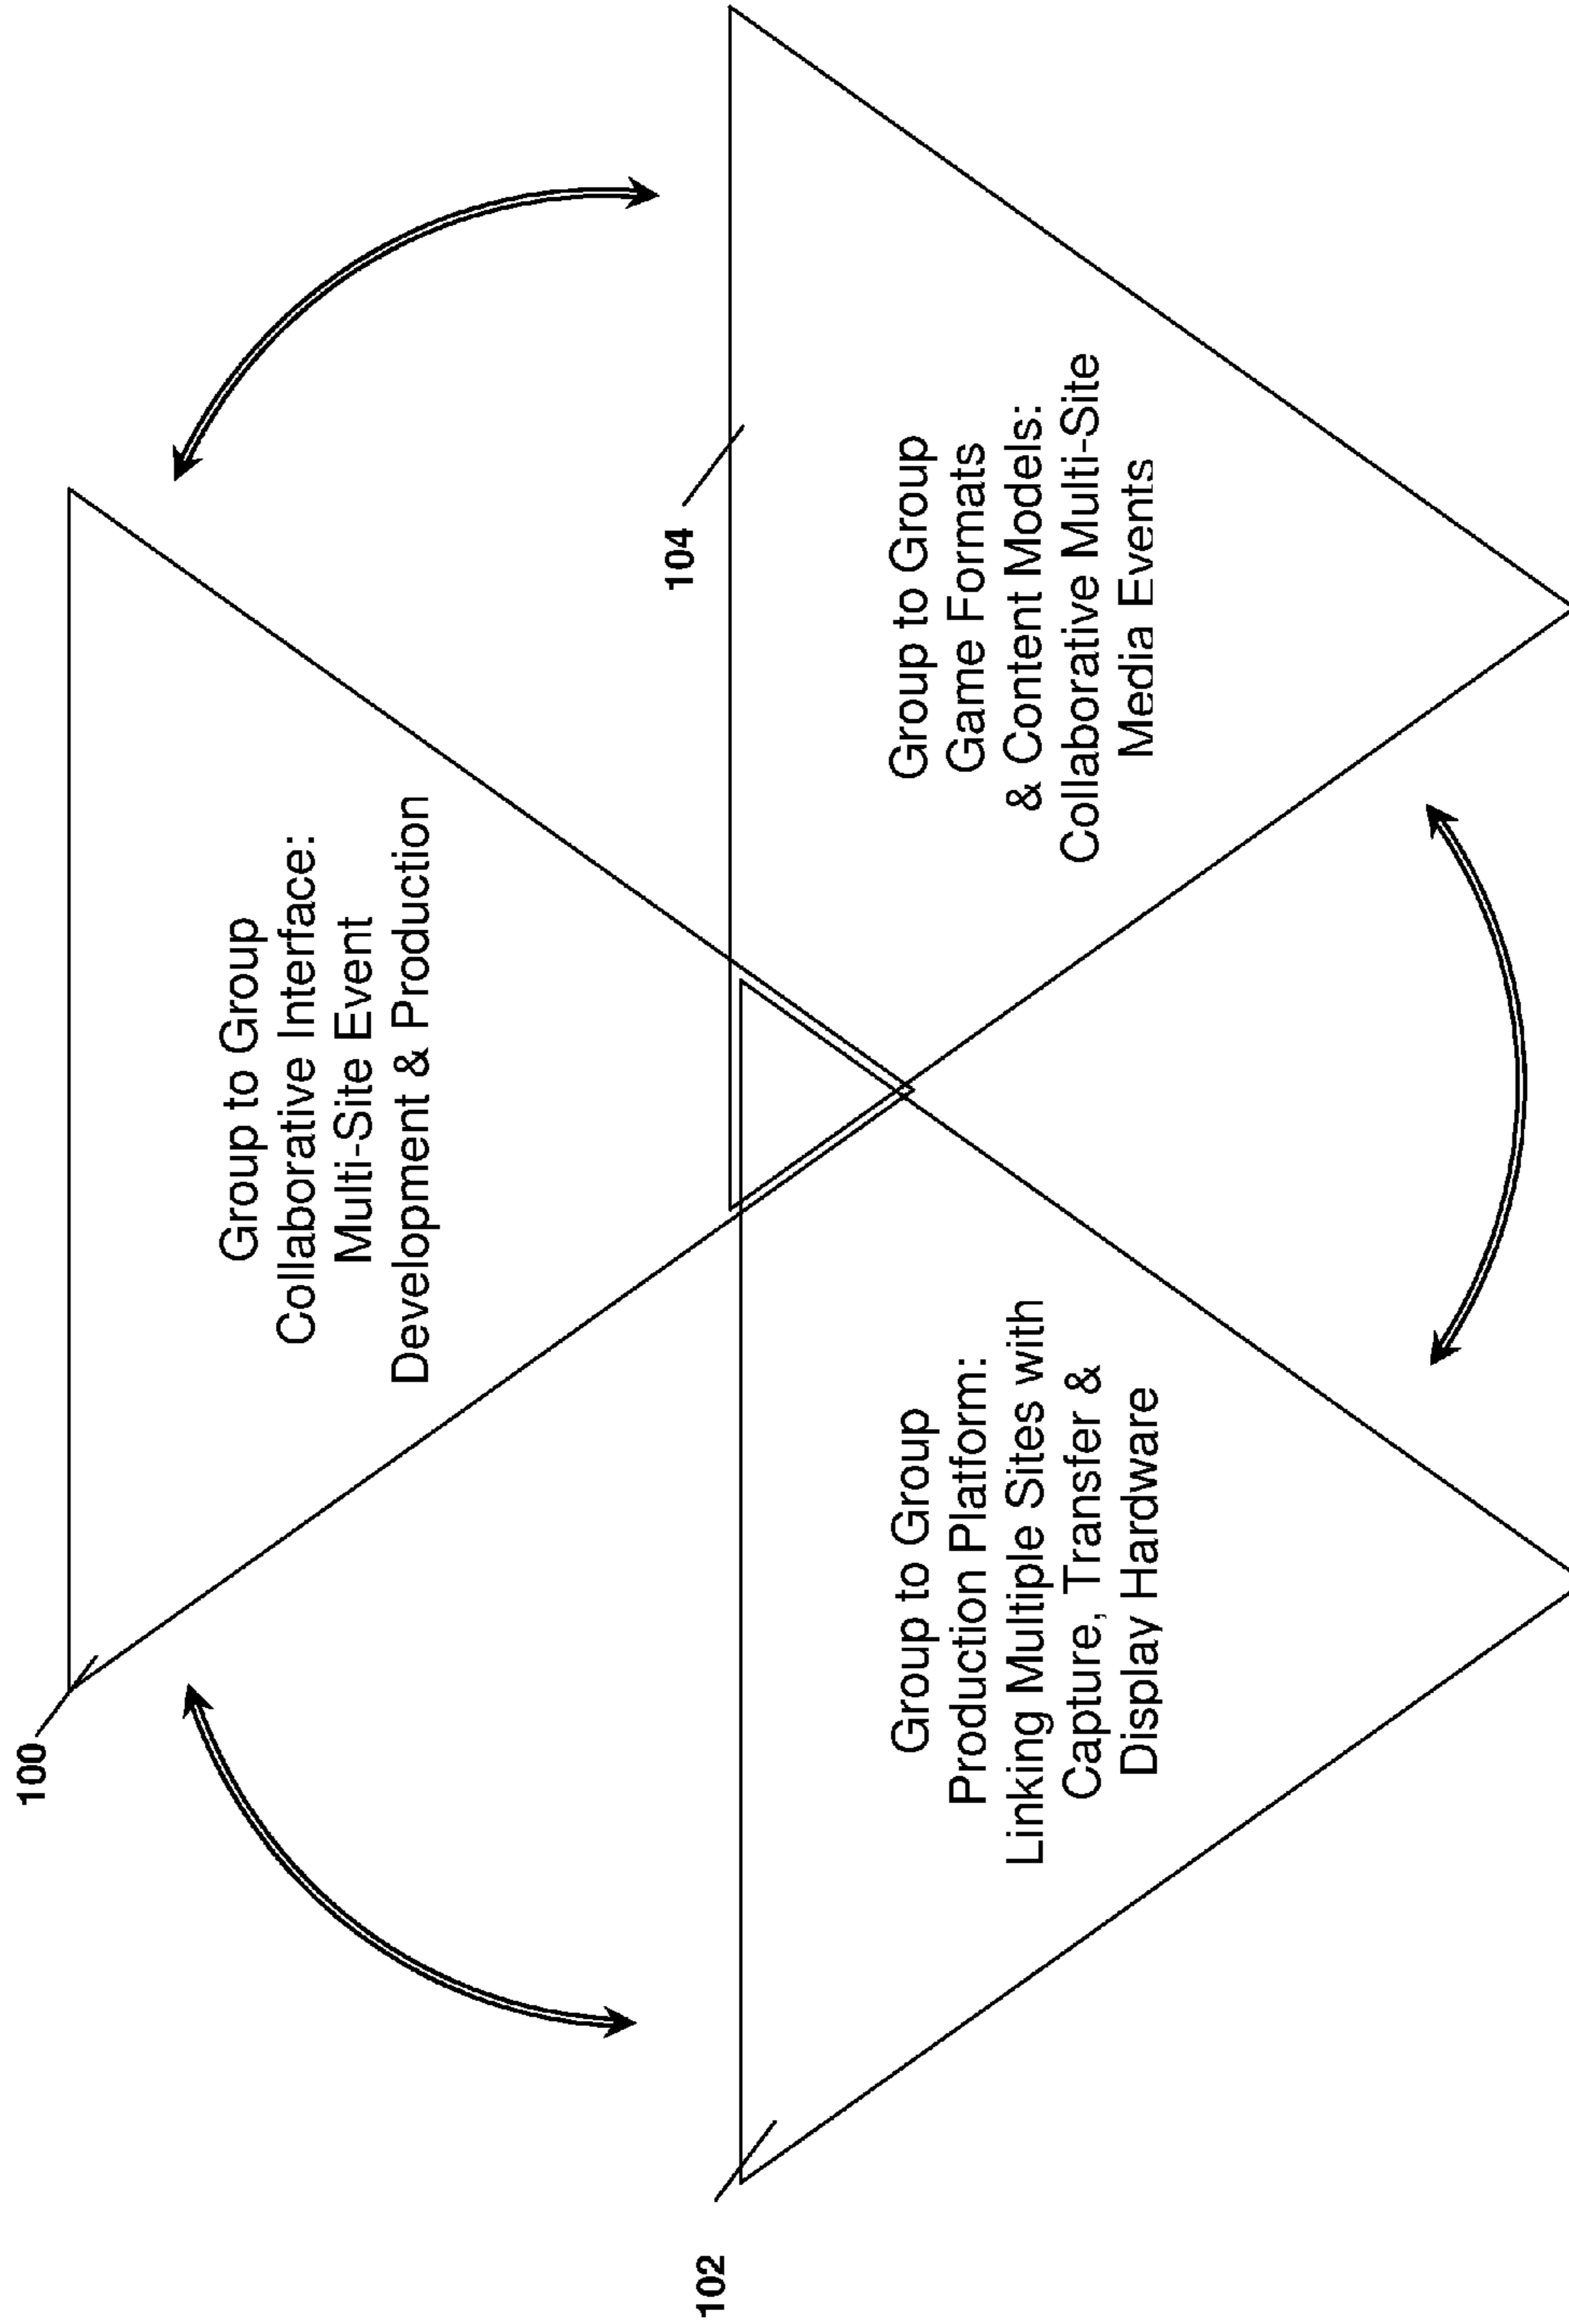 100
Group to Group
Collaborative Interface:
Multi-Site Event
Development & Production
102
Group to Group
Production Platform:
Linking Multiple Sites with
Capture, Transfer &
Display Hardware
104
Group to Group
Game Formats
& Content Models:
Collaborative Multi-Site
Media Events